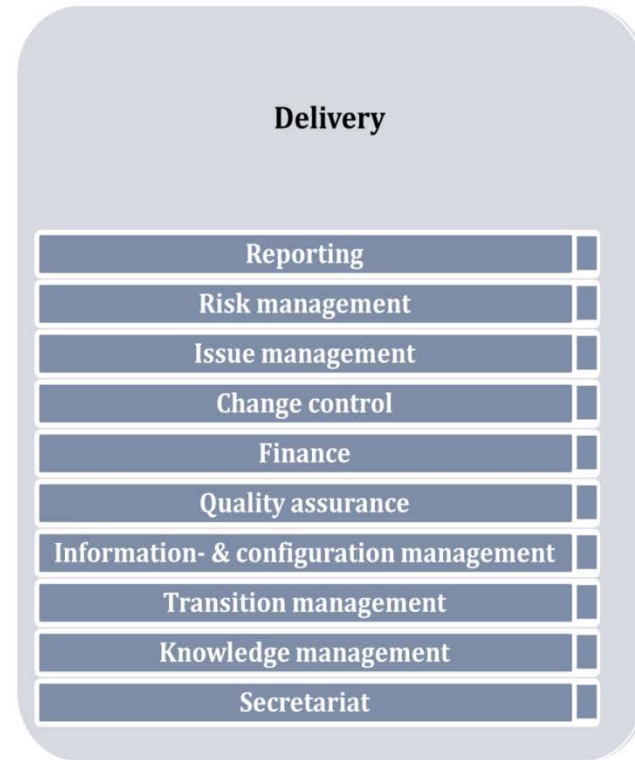 Delivery
Reporting
Risk management
Issue management
Change control
Finance
Quality assurance
Information- & configuration management
Transition management
Knowledge management
Secretariat